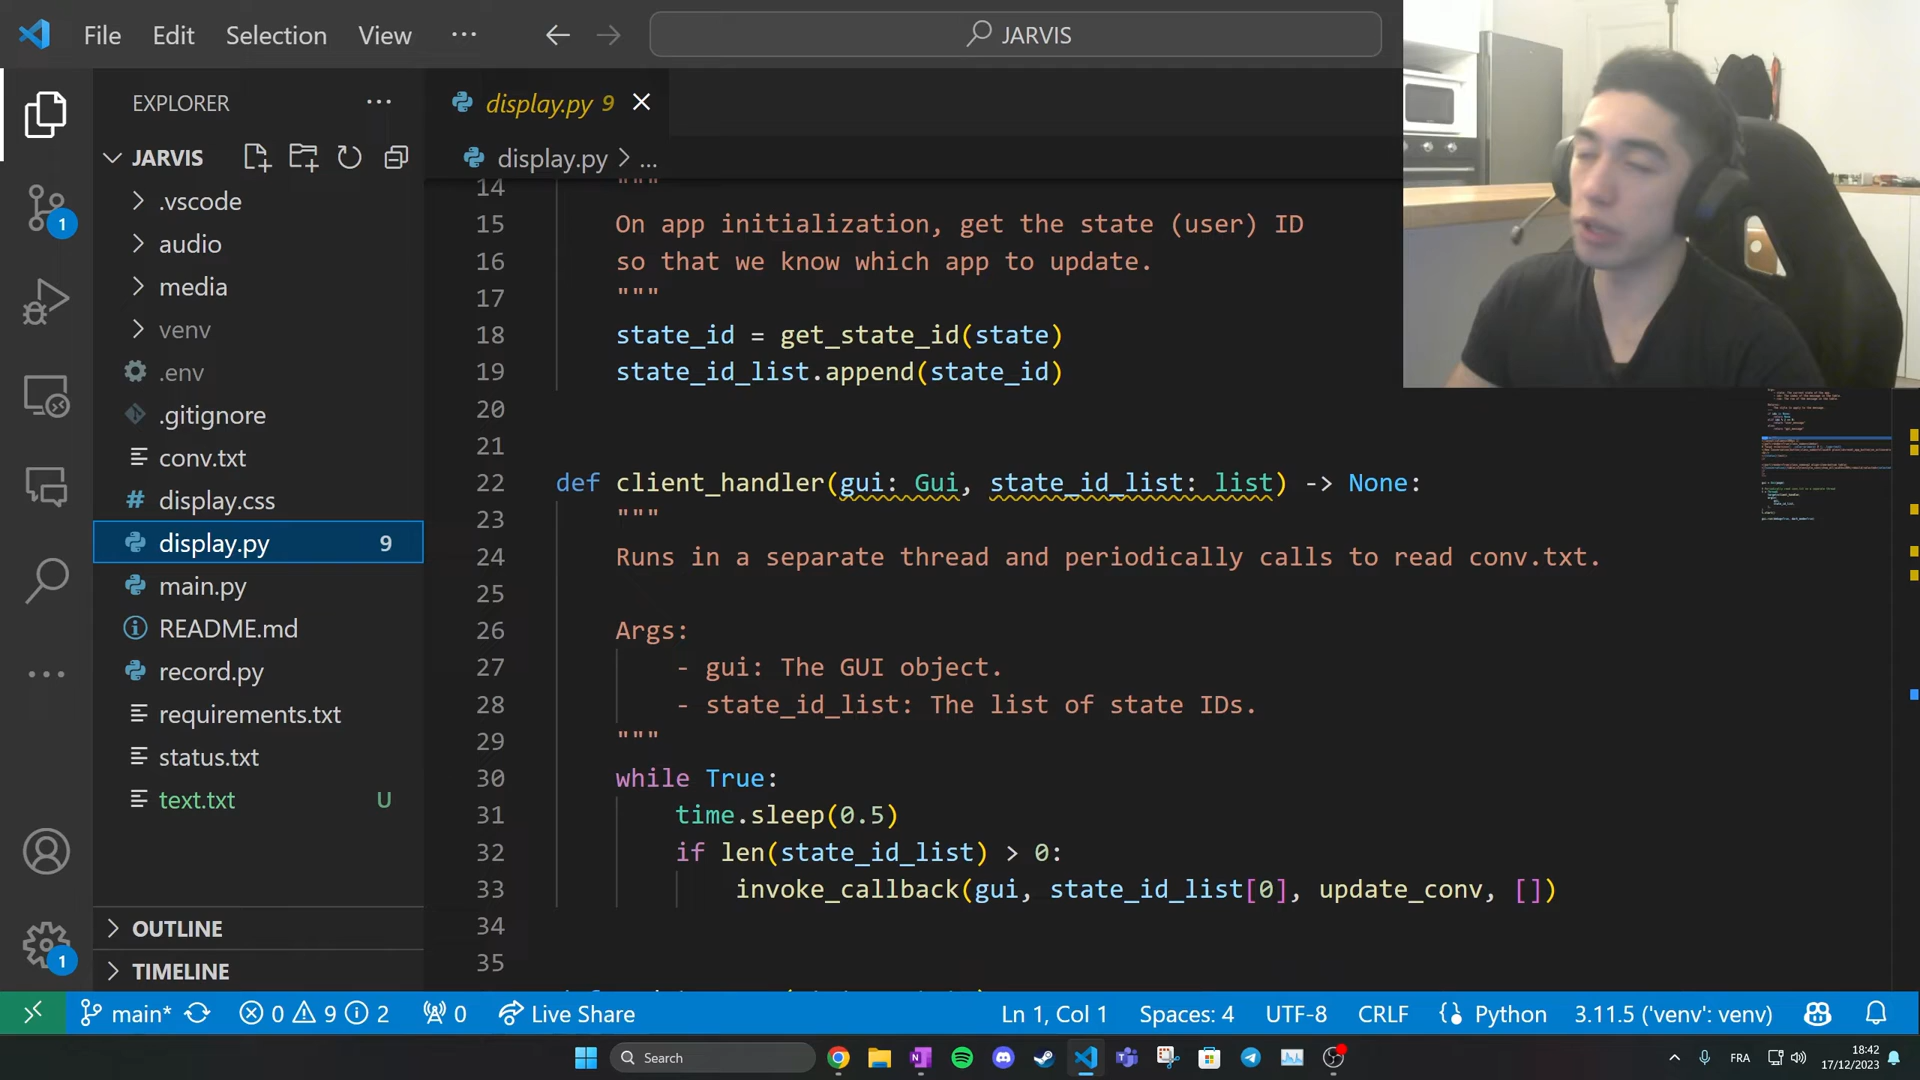 File Edit Selection View ...
JARVIS
EXPLORER ...
JARVIS
.vscode
audio
media
venv
.env
.gitignore
conv.txt
display.css
display.py 9
main.py
README.md
record.py
requirements.txt
status.txt
text.txt U
OUTLINE
TIMELINE
1
1
display.py 9
display.py > ...
14 """
15 On app initialization, get the state (user) ID
16 so that we know which app to update.
17 """
18 state_id = get_state_id(state)
19 state_id_list.append(state_id)
20
21
22 def client_handler(gui: Gui, state_id_list: list) -> None:
23 """
24 Runs in a separate thread and periodically calls to read conv.txt.
25
26 Args:
27 - gui: The GUI object.
28 - state_id_list: The list of state IDs.
29 """
30 while True:
31 time.sleep(0.5)
32 if len(state_id_list) > 0:
33 invoke_callback(gui, state_id_list[0], update_conv, [])
34
35
main* 0 9 2 0 Live Share Ln 1, Col 1 Spaces: 4 UTF-8 CRLF Python 3.11.5 ('venv': venv)
Search FRA 18:42
17/12/2023